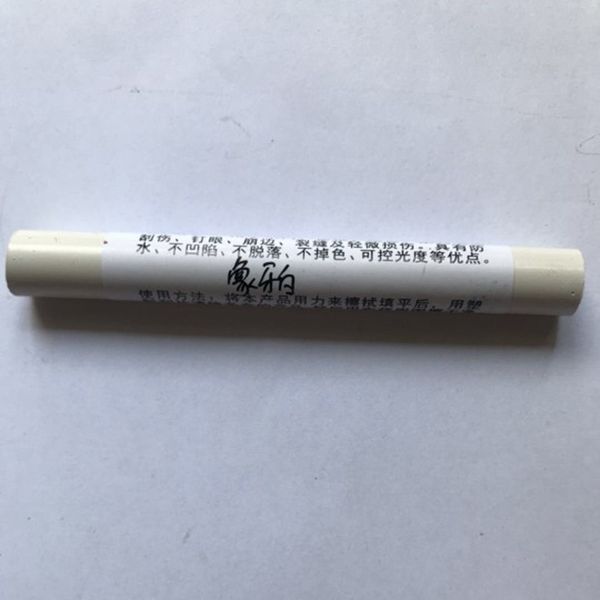 刮伤、钉眼、崩边、裂缝及轻微损伤。具有防
水、不凹陷、不脱落、不掉色、可控光度等优点。
象牙白
使用方法：将本产品用力来擦拭填平后，用塑